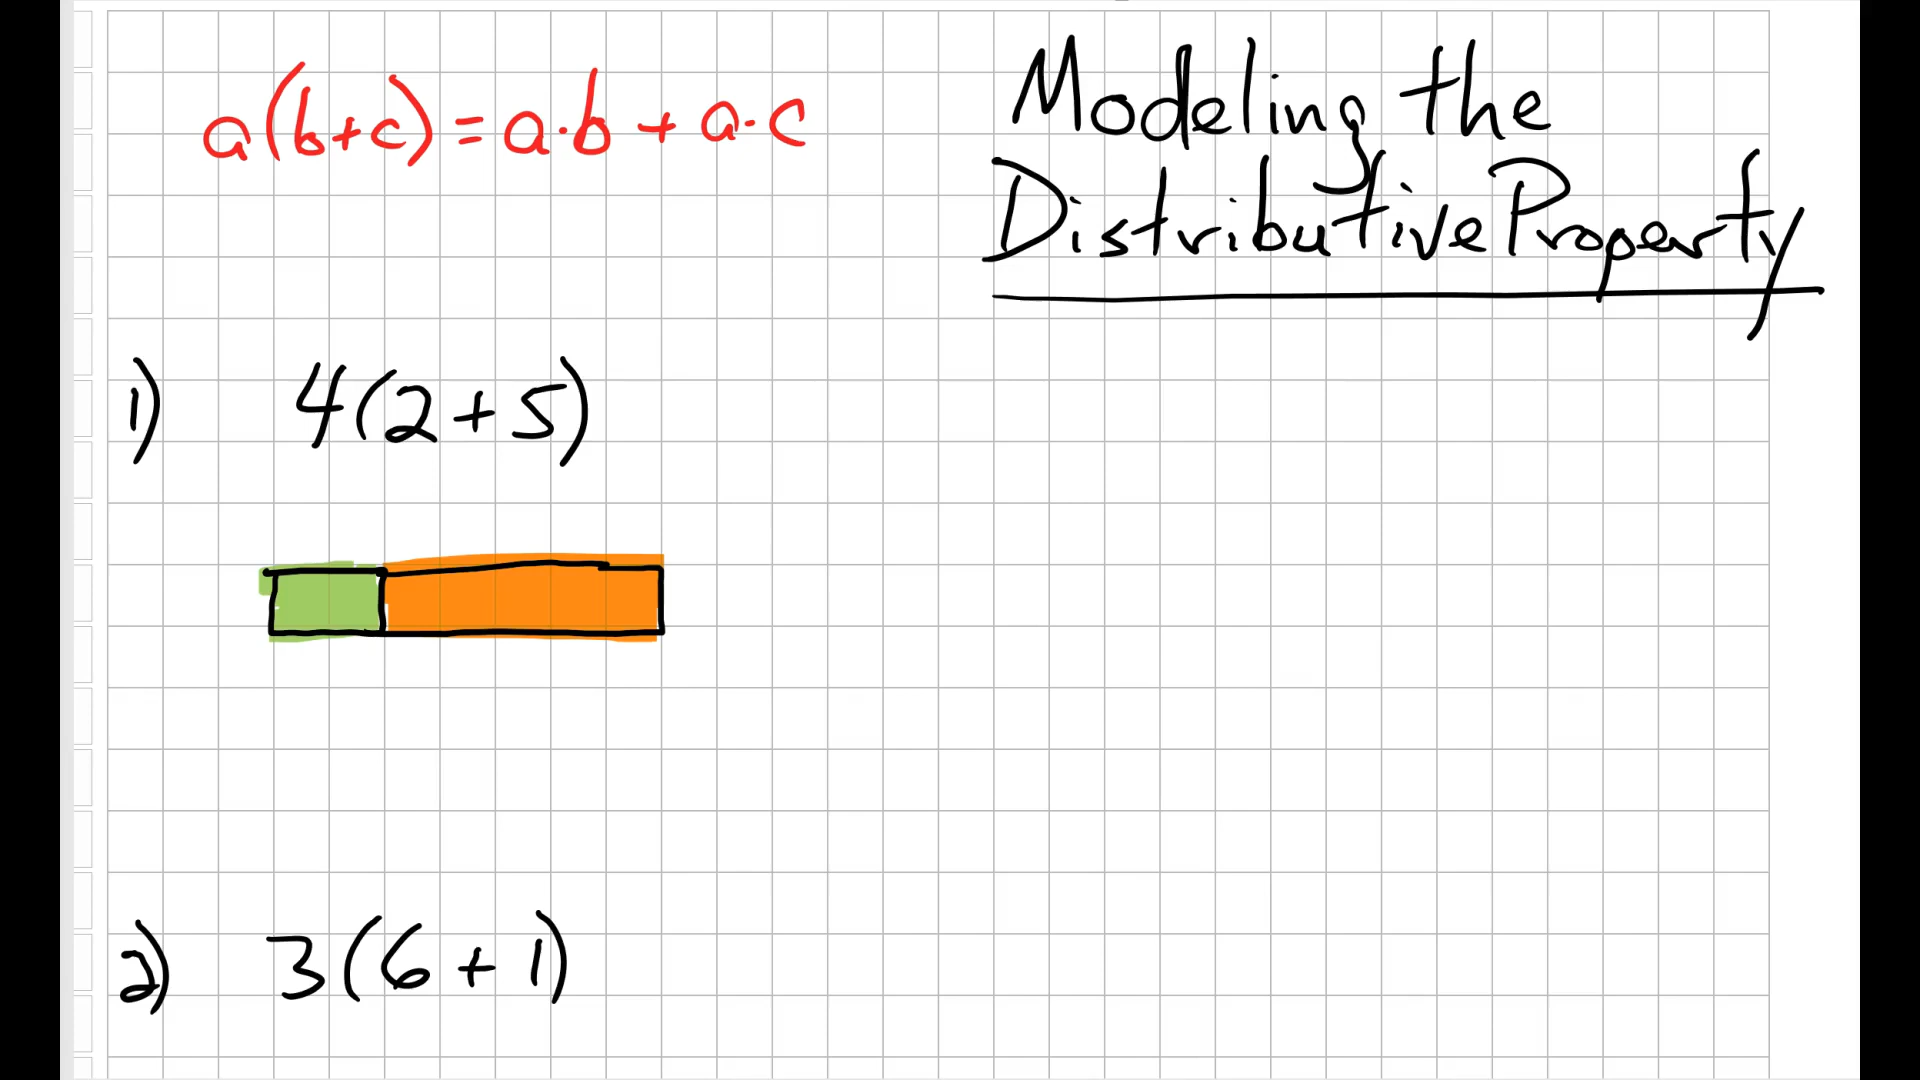 a(b+c) = a·b + a·c
Modeling the
Distributive Property
1) 4(2+5)
2) 3(6+1)